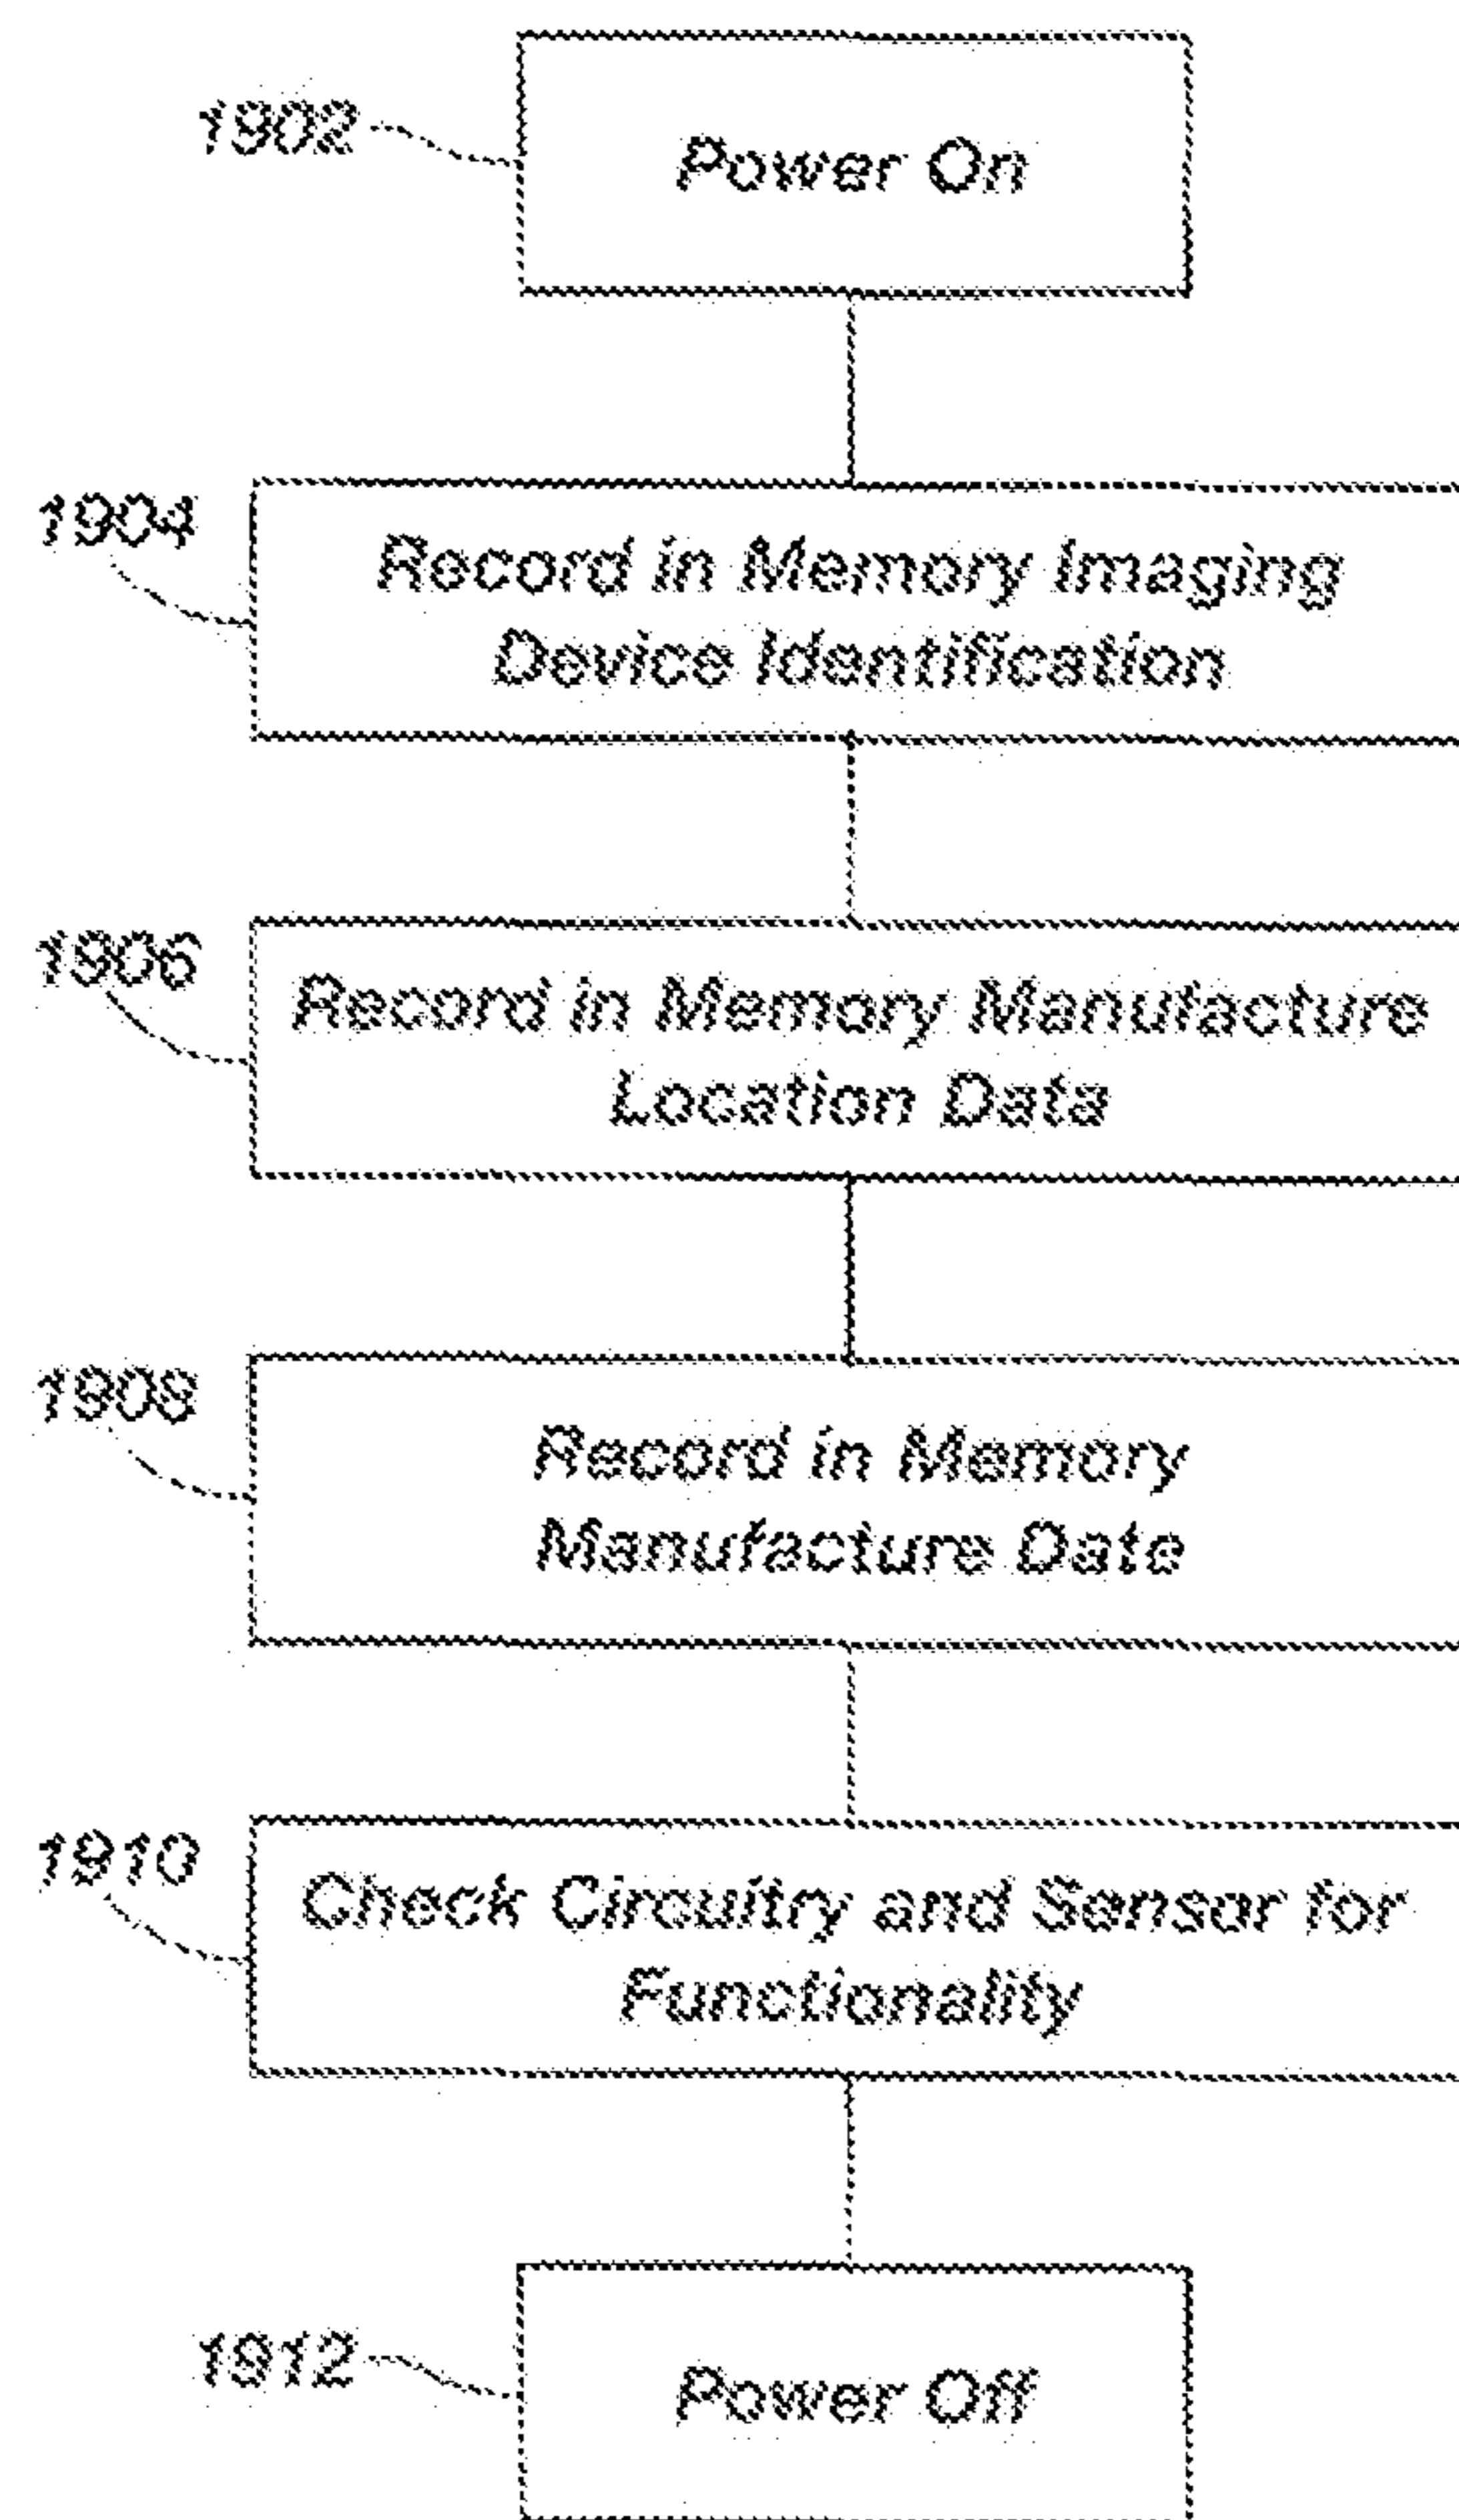 1902
Power On
1904
Record in Memory Imaging
Device Identification
1906
Record in Memory Manufacture
Location Data
1908
Record in Memory
Manufacture Date
1910
Check Circuitry and Sensor for
Functionality
1912
Power Off